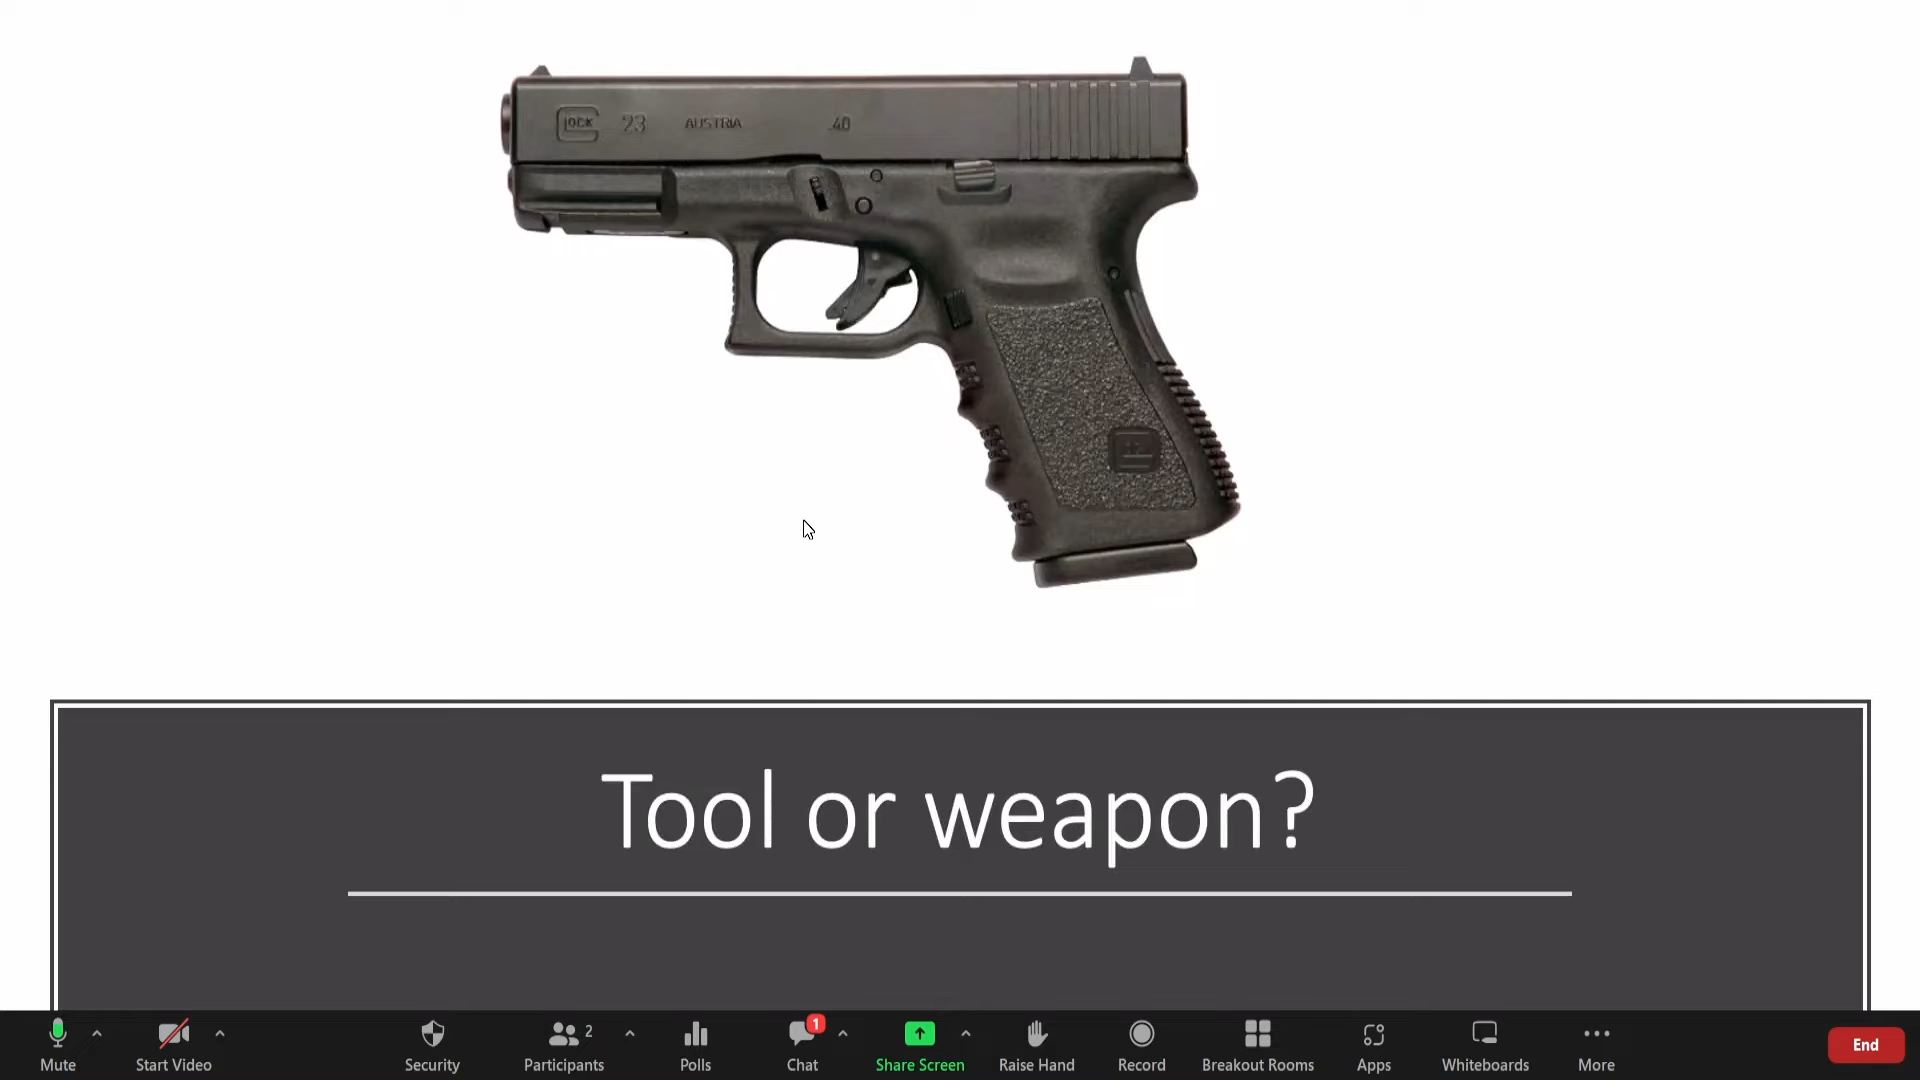 GLOCK 23 AUSTRIA .40
Tool or weapon?
2
1
Mute
Start Video
Security
Participants
Polls
Chat
Share Screen
Raise Hand
Record
Breakout Rooms
Apps
Whiteboards
More
End